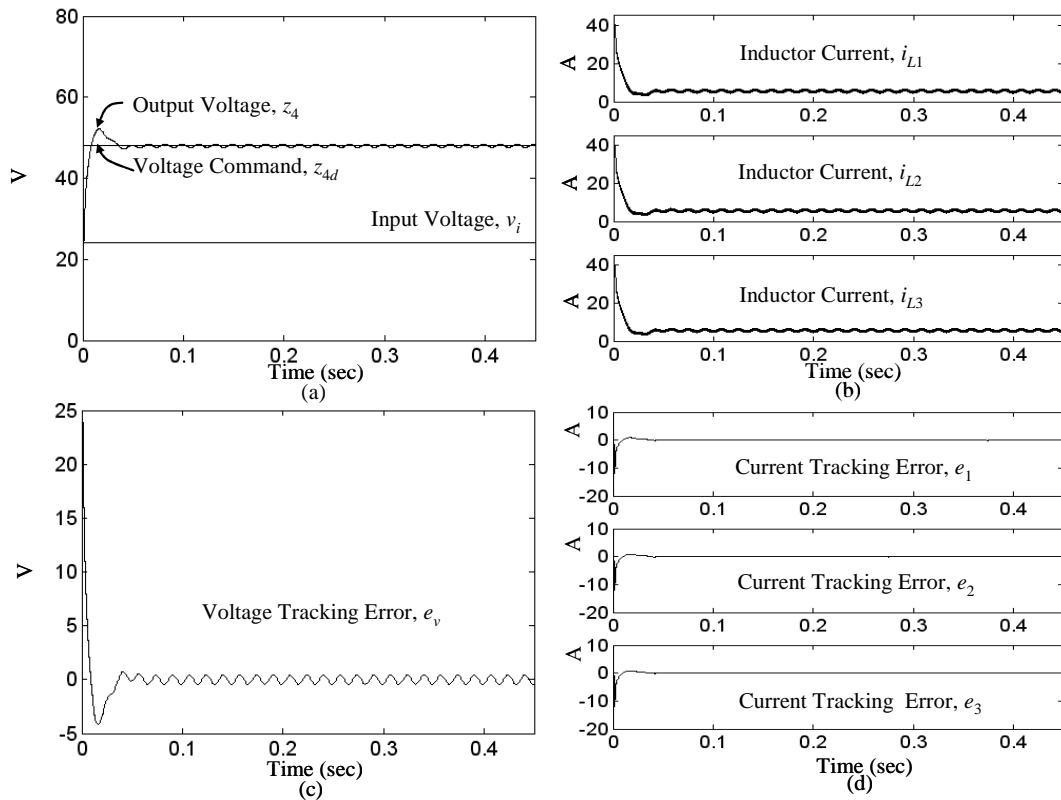 80
60
40
20
0
V
Output Voltage, z4
Voltage Command, z4d
Input Voltage, vi
0 0.1 0.2 0.3 0.4
Time (sec)
(a)
40
20
0
A
Inductor Current, iL1
0 0.1 0.2 0.3 0.4
40
20
0
A
Inductor Current, iL2
0 0.1 0.2 0.3 0.4
40
20
0
A
Inductor Current, iL3
0 0.1 0.2 0.3 0.4
Time (sec)
(b)
25
20
15
10
5
0
-5
V
Voltage Tracking Error, ev
0 0.1 0.2 0.3 0.4
Time (sec)
(c)
10
0
-10
-20
A
Current Tracking Error, e1
0 0.1 0.2 0.3 0.4
10
0
-10
-20
A
Current Tracking Error, e2
0 0.1 0.2 0.3 0.4
10
0
-10
-20
A
Current Tracking Error, e3
0 0.1 0.2 0.3 0.4
Time (sec)
(d)